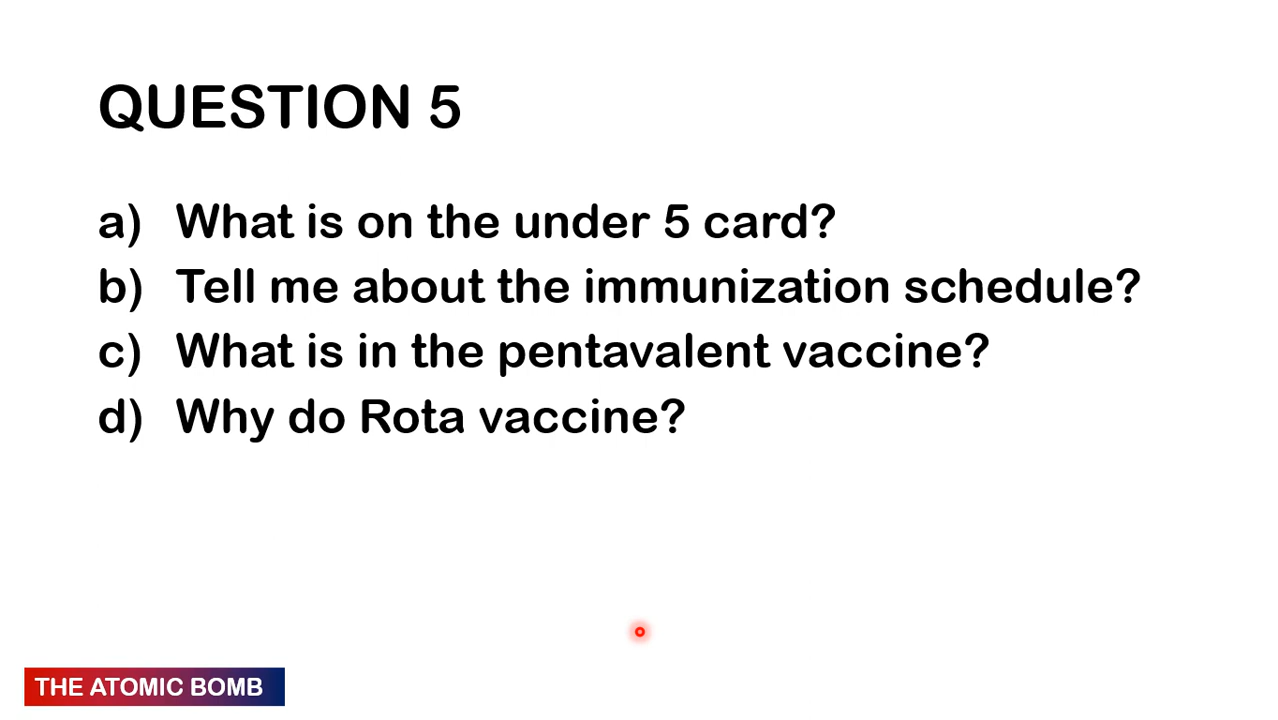 QUESTION 5
a) What is on the under 5 card?
b) Tell me about the immunization schedule?
c) What is in the pentavalent vaccine?
d) Why do Rota vaccine?
THE ATOMIC BOMB